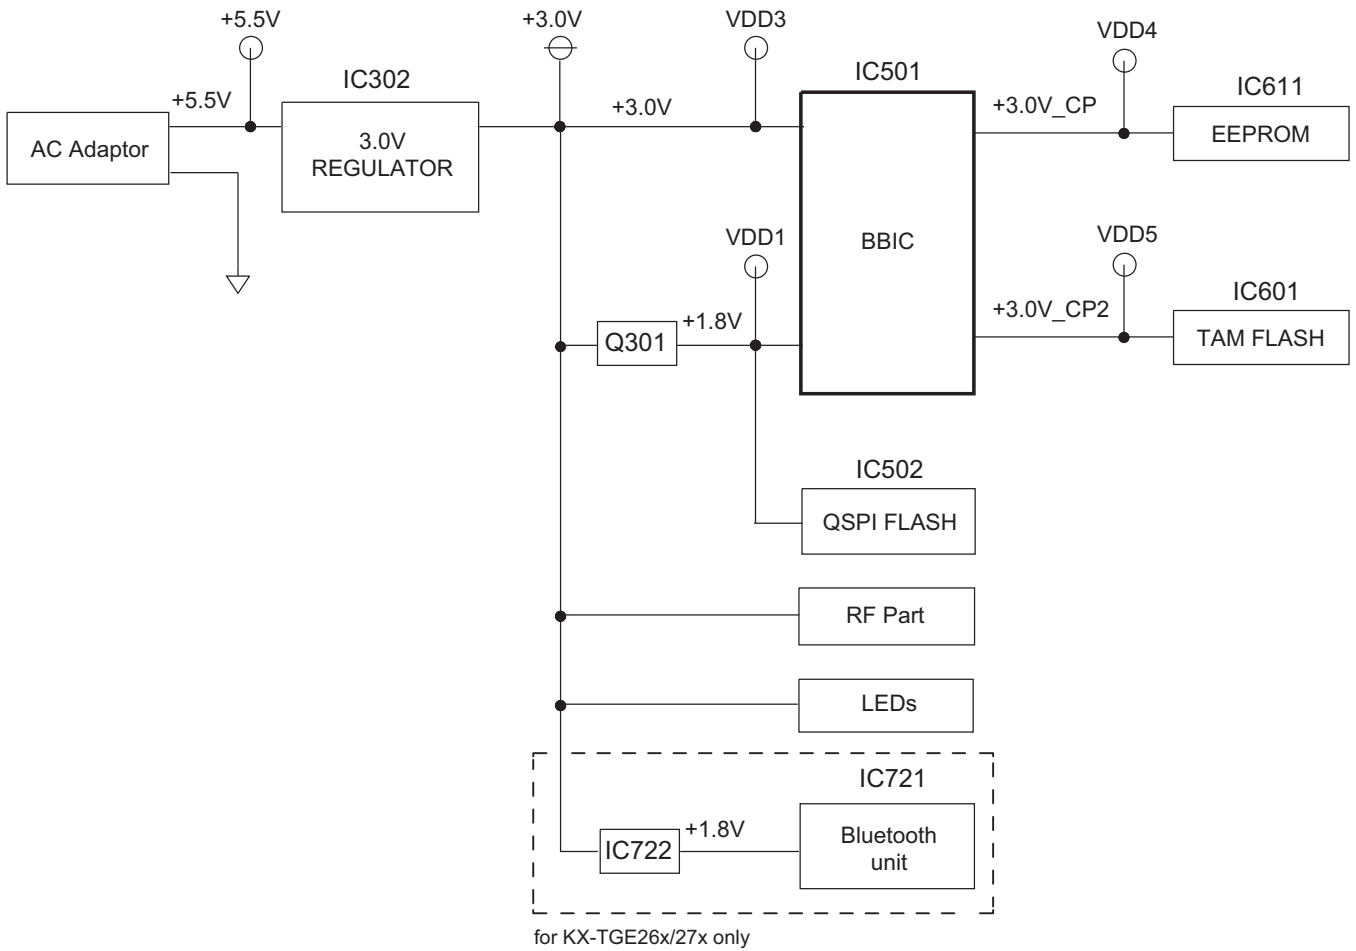 +5.5V
+3.0V
VDD3
VDD4
IC302
IC501
IC611
+5.5V
+3.0V
+3.0V_CP
AC Adaptor
3.0V
REGULATOR
EEPROM
VDD1
BBIC
VDD5
IC601
+1.8V
+3.0V_CP2
Q301
TAM FLASH
IC502
QSPI FLASH
RF Part
LEDs
IC721
+1.8V
IC722
Bluetooth
unit
for KX-TGE26x/27x only